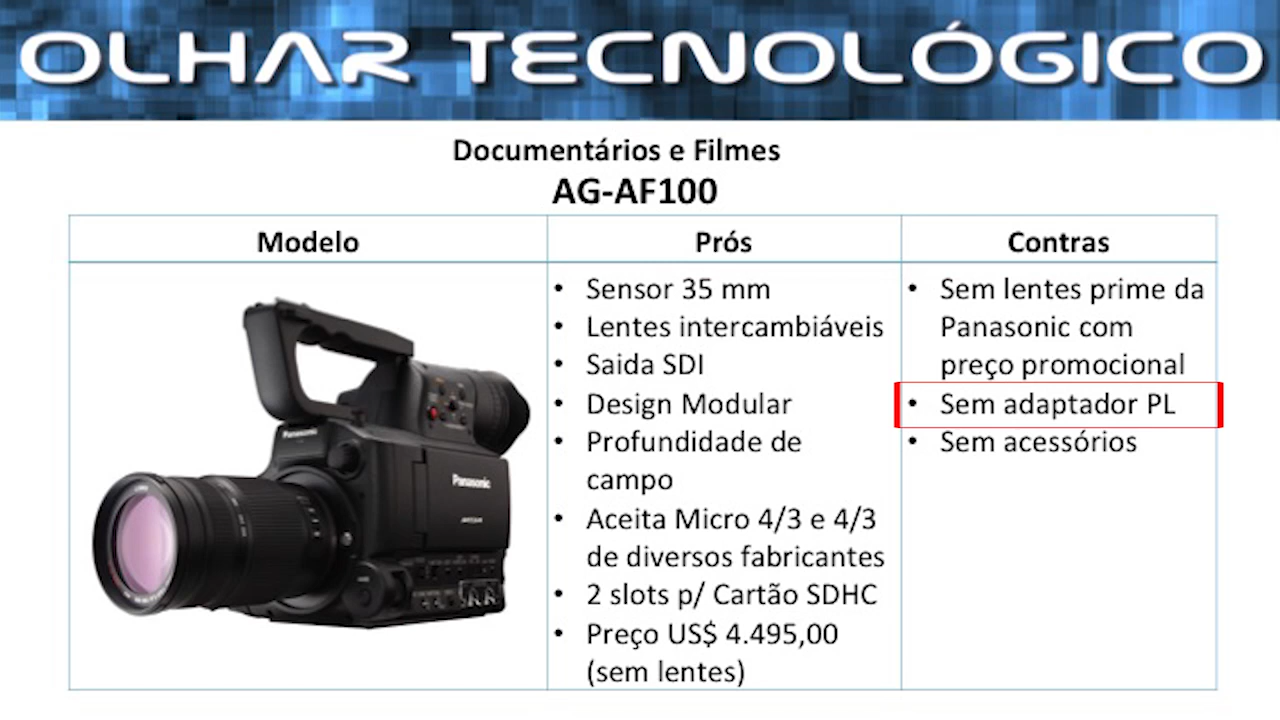 OLHAR TECNOLÓGICO
Documentários e Filmes
AG-AF100
Modelo
Prós
Contras
Panasonic
Panasonic
• Sensor 35 mm
• Lentes intercambiáveis
• Saida SDI
• Design Modular
• Profundidade de
campo
• Aceita Micro 4/3 e 4/3
de diversos fabricantes
• 2 slots p/ Cartão SDHC
• Preço US$ 4.495,00
(sem lentes)
• Sem lentes prime da
Panasonic com
preço promocional
• Sem adaptador PL
• Sem acessórios